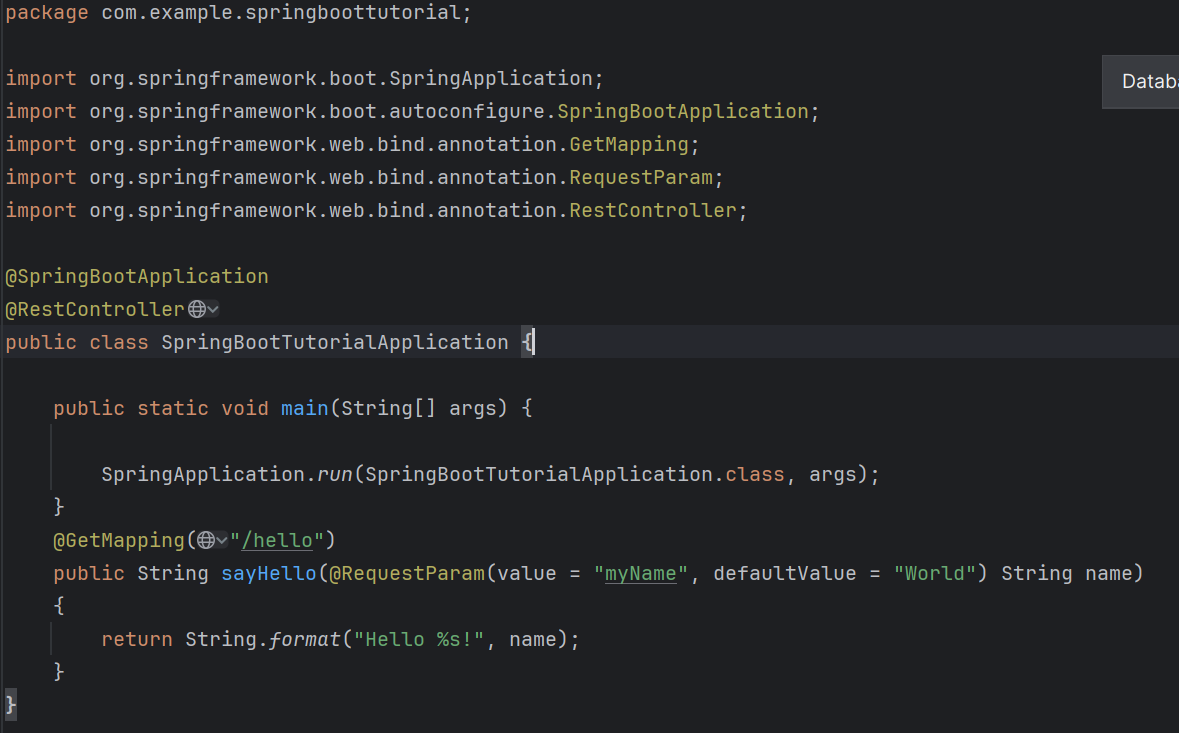 package com.example.springboottutorial;
import org.springframework.boot.SpringApplication;
Datab
import org.springframework.boot.autoconfigure.SpringBootApplication;
import org.springframework.web.bind.annotation.GetMapping;
import org.springframework.web.bind.annotation.RequestParam;
import org.springframework.web.bind.annotation.RestController;
@SpringBootApplication
@RestController
public class SpringBootTutorialApplication {
public static void main(String[] args) {
SpringApplication.run(SpringBootTutorialApplication.class, args);
}
@GetMapping("/hello")
public String sayHello(@RequestParam(value = "myName", defaultValue = "World") String name)
{
return String.format("Hello %s!", name);
}
}